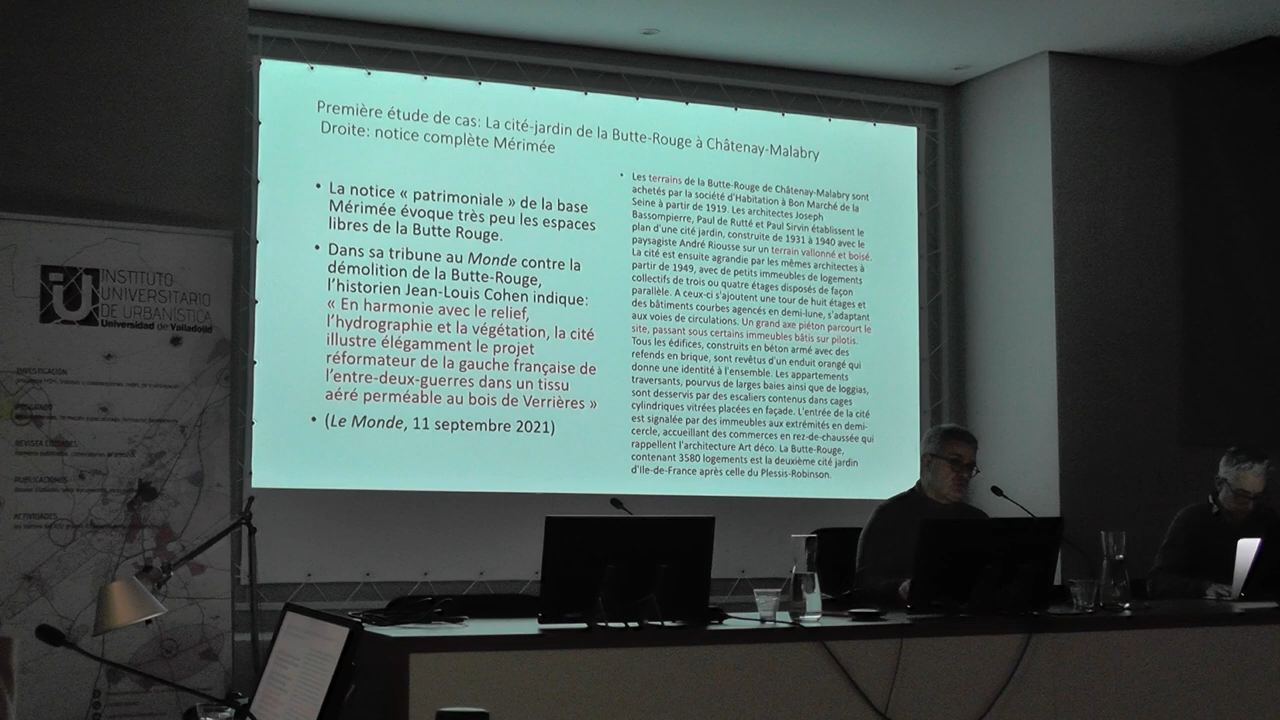 Première étude de cas: La cité-jardin de la Butte-Rouge à Châtenay-Malabry
Droite: notice complète Mérimée
• La notice « patrimoniale » de la base
Mérimée évoque très peu les espaces
libres de la Butte Rouge.
• Dans sa tribune au Monde contre la
démolition de la Butte-Rouge,
l'historien Jean-Louis Cohen indique:
« En harmonie avec le relief,
l'hydrographie et la végétation, la cité
illustre élégamment le projet
réformateur de la gauche française de
l'entre-deux-guerres dans un tissu
aéré perméable au bois de Verrières »
• (Le Monde, 11 septembre 2021)
• Les terrains de la Butte-Rouge de Châtenay-Malabry sont
achetés par la société d'Habitation à Bon Marché de la
Seine à partir de 1919. Les architectes Joseph
Bassompierre, Paul de Rutté et Paul Sirvin établissent le
plan d'une cité jardin, construite de 1931 à 1940 avec le
paysagiste André Riousse sur un terrain vallonné et boisé.
La cité est ensuite agrandie par les mêmes architectes à
partir de 1949, avec de petits immeubles de logements
collectifs de trois ou quatre étages disposés de façon
parallèle. A ceux-ci s'ajoutent une tour de huit étages et
des bâtiments courbes agencés en demi-lune, s'adaptant
aux voies de circulations. Un grand axe piéton parcourt le
site, passant sous certains immeubles bâtis sur pilotis.
Tous les édifices, construits en béton armé avec des
refends en brique, sont revêtus d'un enduit orangé qui
donne une identité à l'ensemble. Les appartements
traversants, pourvus de larges baies ainsi que de loggias,
sont desservis par des escaliers contenus dans cages
cylindriques vitrées placées en façade. L'entrée de la cité
est signalée par des immeubles aux extrémités en demi-
cercle, accueillant des commerces en rez-de-chaussée qui
rappellent l'architecture Art déco. La Butte-Rouge,
contenant 3580 logements est la deuxième cité jardin
d'Ile-de-France après celle du Plessis-Robinson.
INSTITUTO
UNIVERSITARIO
DE URBANÍSTICA
Universidad de Valladolid
INVESTIGACIÓN
POSGRADO
REVISTA CIUDADES
PUBLICACIONES
ACTIVIDADES